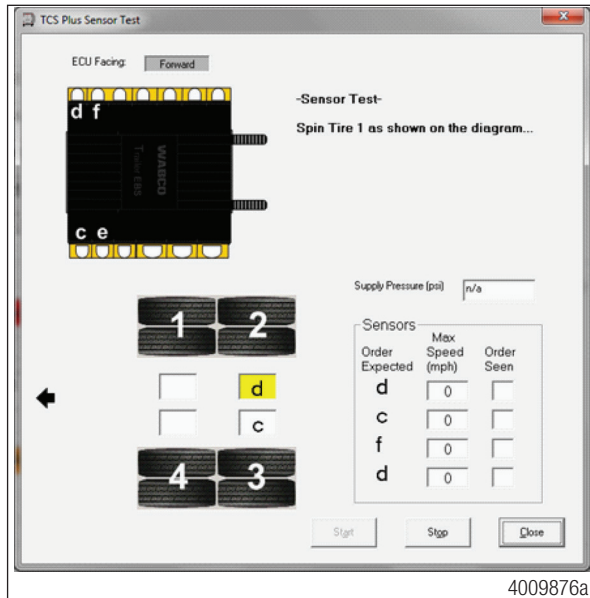 TCS Plus Sensor Test
ECU Facing: Forward
d f
WABCO
Trailer EBS
c e
-Sensor Test-
Spin Tire 1 as shown on the diagram...
Supply Pressure (psi) n/a
1 2
d
c
4 3
Sensors
Order Expected Max Speed (mph) Order Seen
d 0
c 0
f 0
d 0
Start Stop Close
4009876a